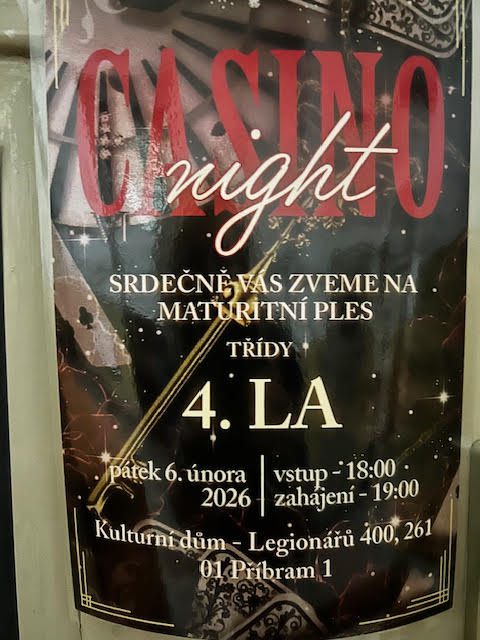 CASINO
night
SRDEČNĚ VÁS ZVEME NA
MATURITNÍ PLES
TŘÍDY
4. LA
pátek 6. února
2026
vstup - 18:00
zahájení - 19:00
Kulturní dům - Legionářů 400, 261
01 Příbram 1